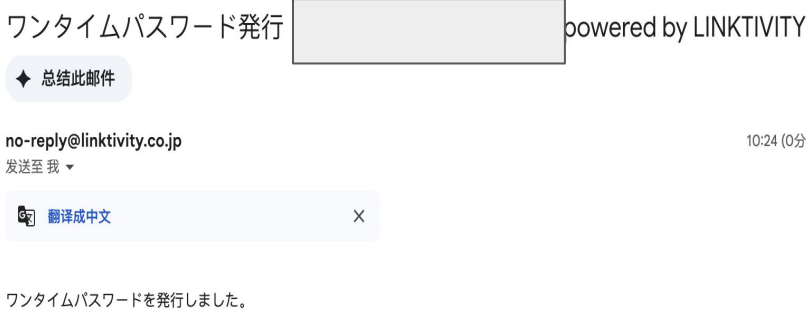 ワンタイムパスワード発行 powered by LINKTIVITY
总结此邮件
no-reply@linktivity.co.jp 10:24 (0分
发送至 我
翻译成中文
ワンタイムパスワードを発行しました。